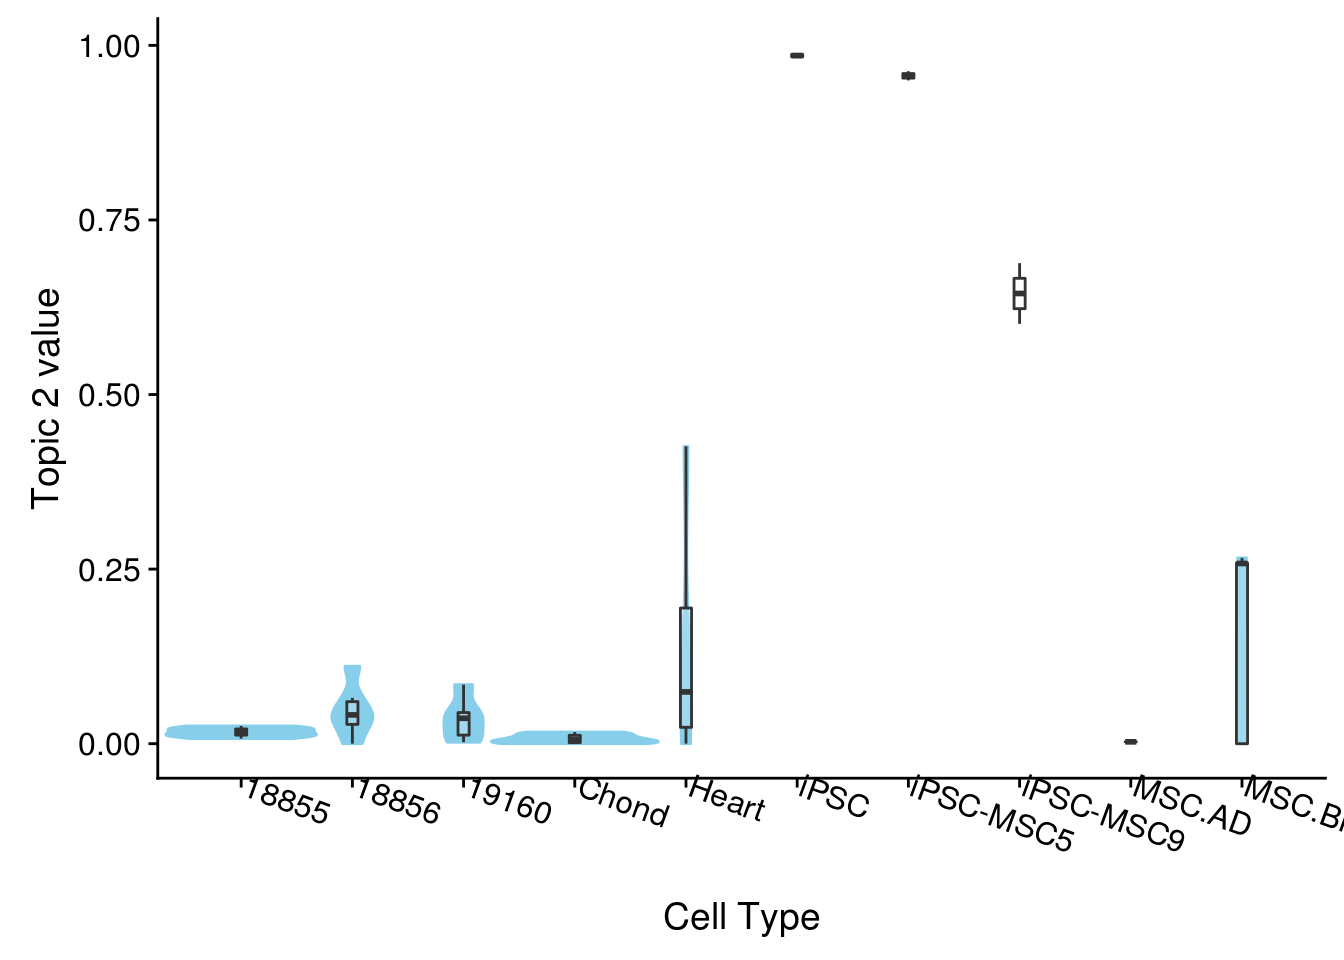 1.00
0.75
0.50
0.25
0.00
Topic 2 value
18855
18856
19160
Chond
Heart
iPSC
iPSC-MSC5
iPSC-MSC9
MSC.AD
Cell Type